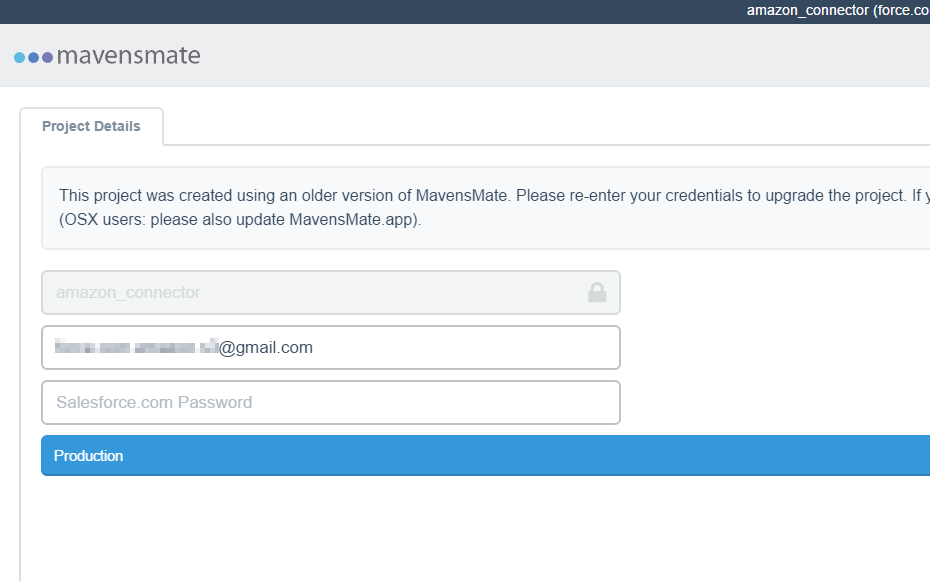 amazon_connector (force.co
mavensmate
Project Details
This project was created using an older version of MavensMate. Please re-enter your credentials to upgrade the project. If y
(OSX users: please also update MavensMate.app).
amazon_connector
@gmail.com
Salesforce.com Password
Production